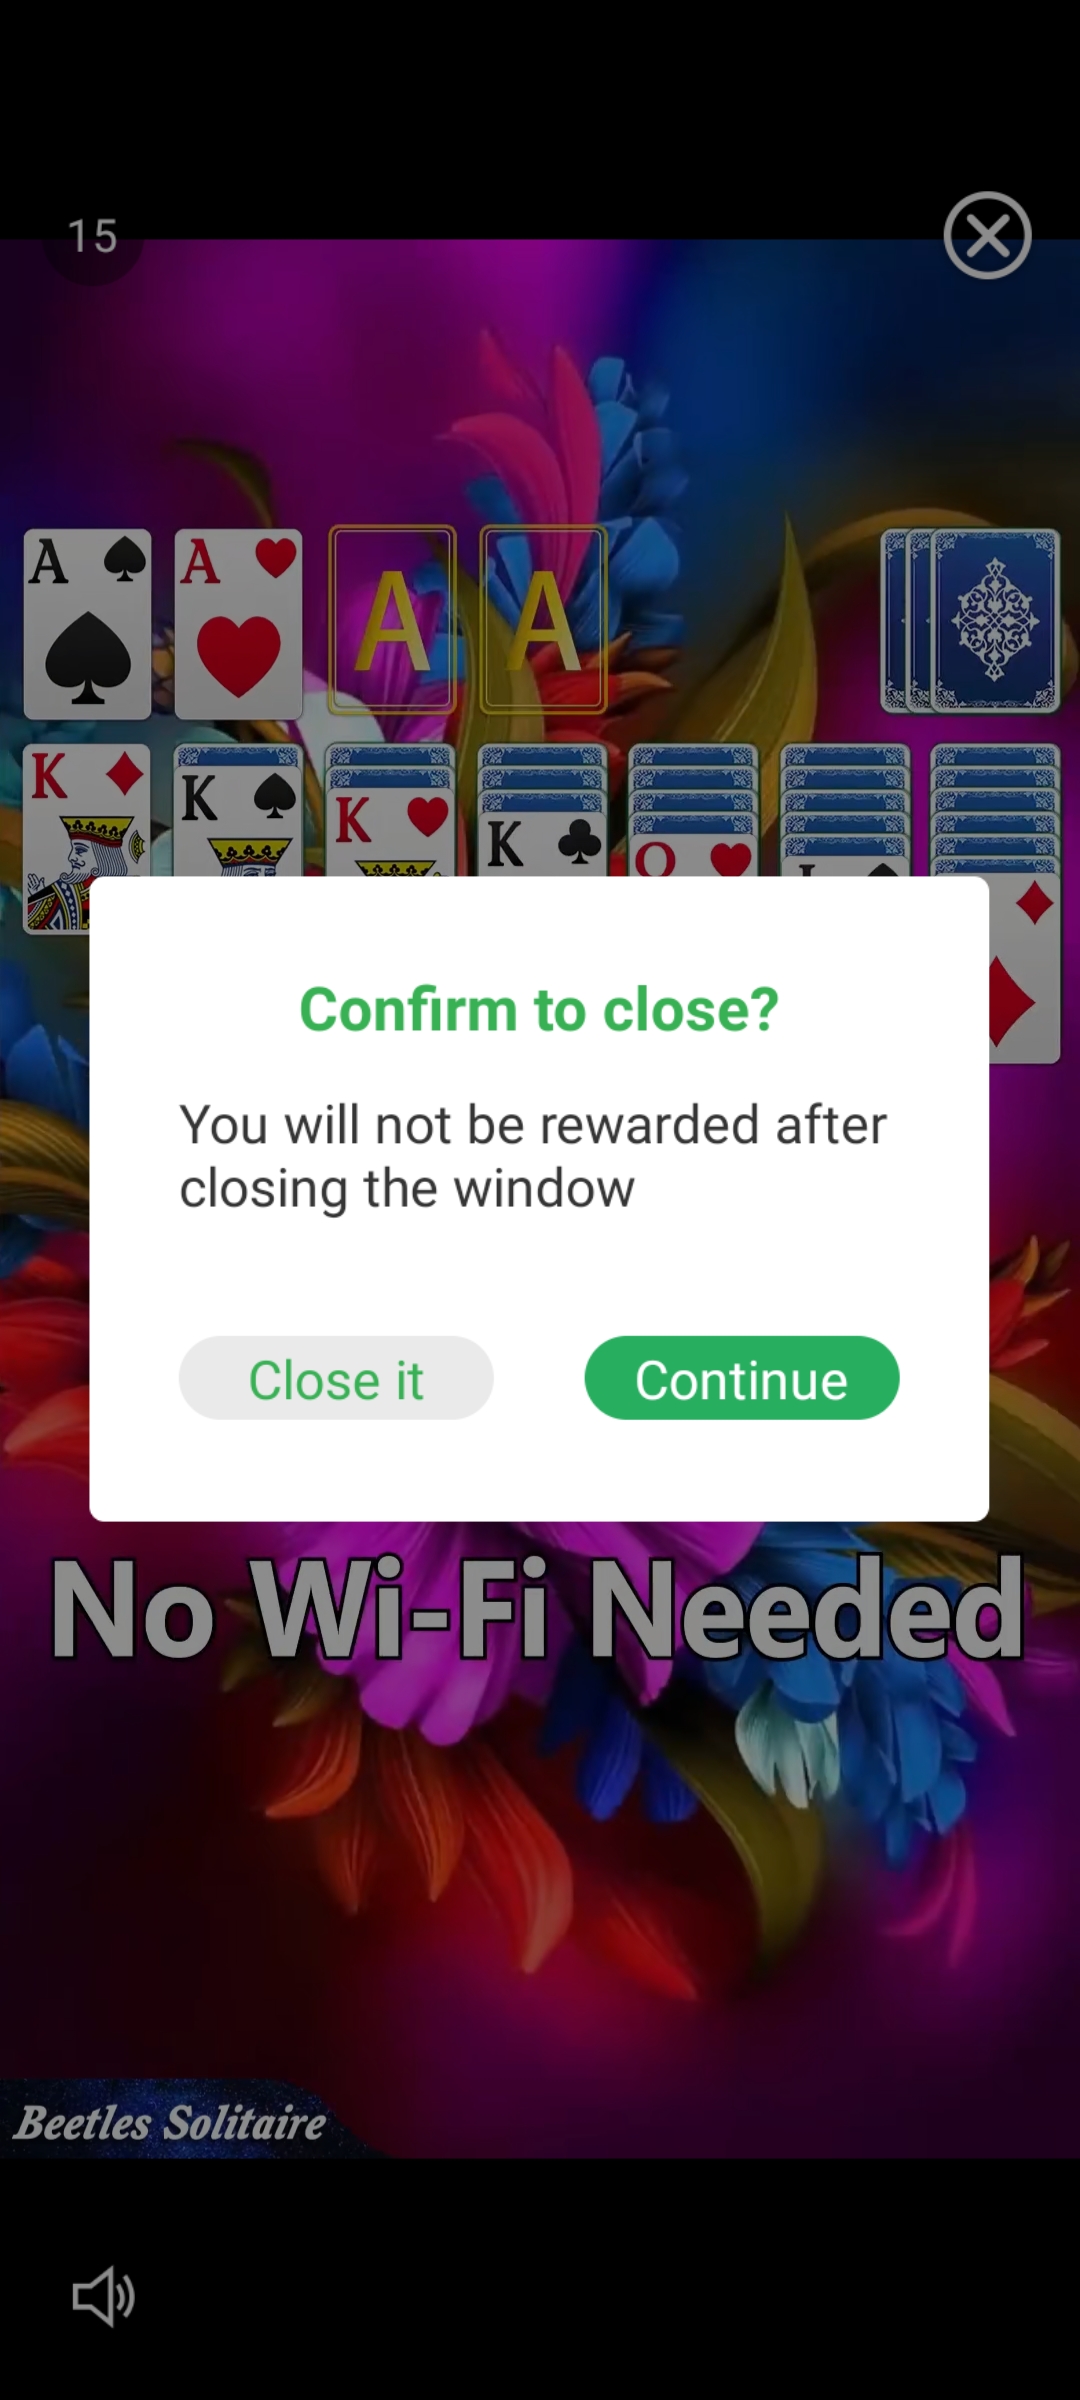 15
A A A A
K K K K Q J
Confirm to close?
You will not be rewarded after
closing the window
Close it Continue
No Wi-Fi Needed
Beetles Solitaire